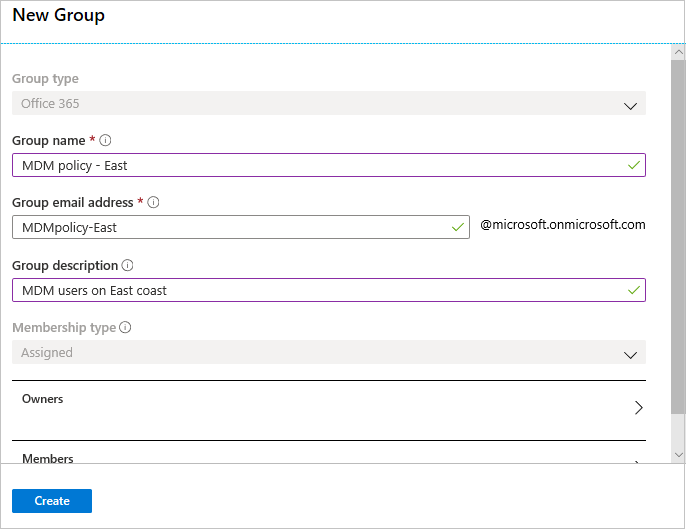 New Group
Group type
Office 365
Group name *
MDM policy - East
Group email address *
MDMpolicy-East
@microsoft.onmicrosoft.com
Group description
MDM users on East coast
Membership type
Assigned
Owners
Members
Create